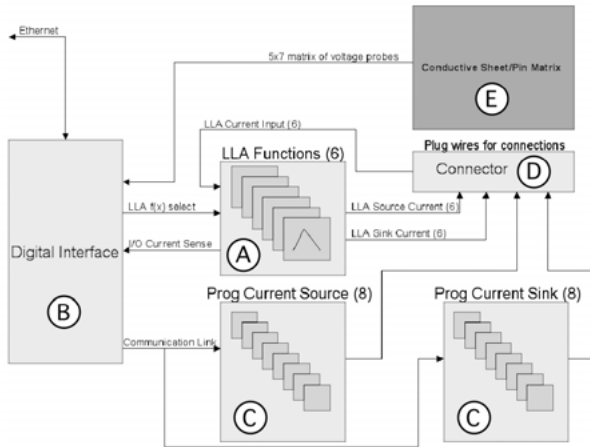 Ethernet
5x7 matrix of voltage probes
Conductive Sheet/Pin Matrix
E
LLA Current Input (6)
Plug wires for connections
LLA Functions (6)
Connector
D
LLA f(x) select
LLA Source Current (6)
LLA Sink Current (6)
I/O Current Sense
A
Digital Interface
B
Prog Current Source (8)
Prog Current Sink (8)
Communication Link
C
C